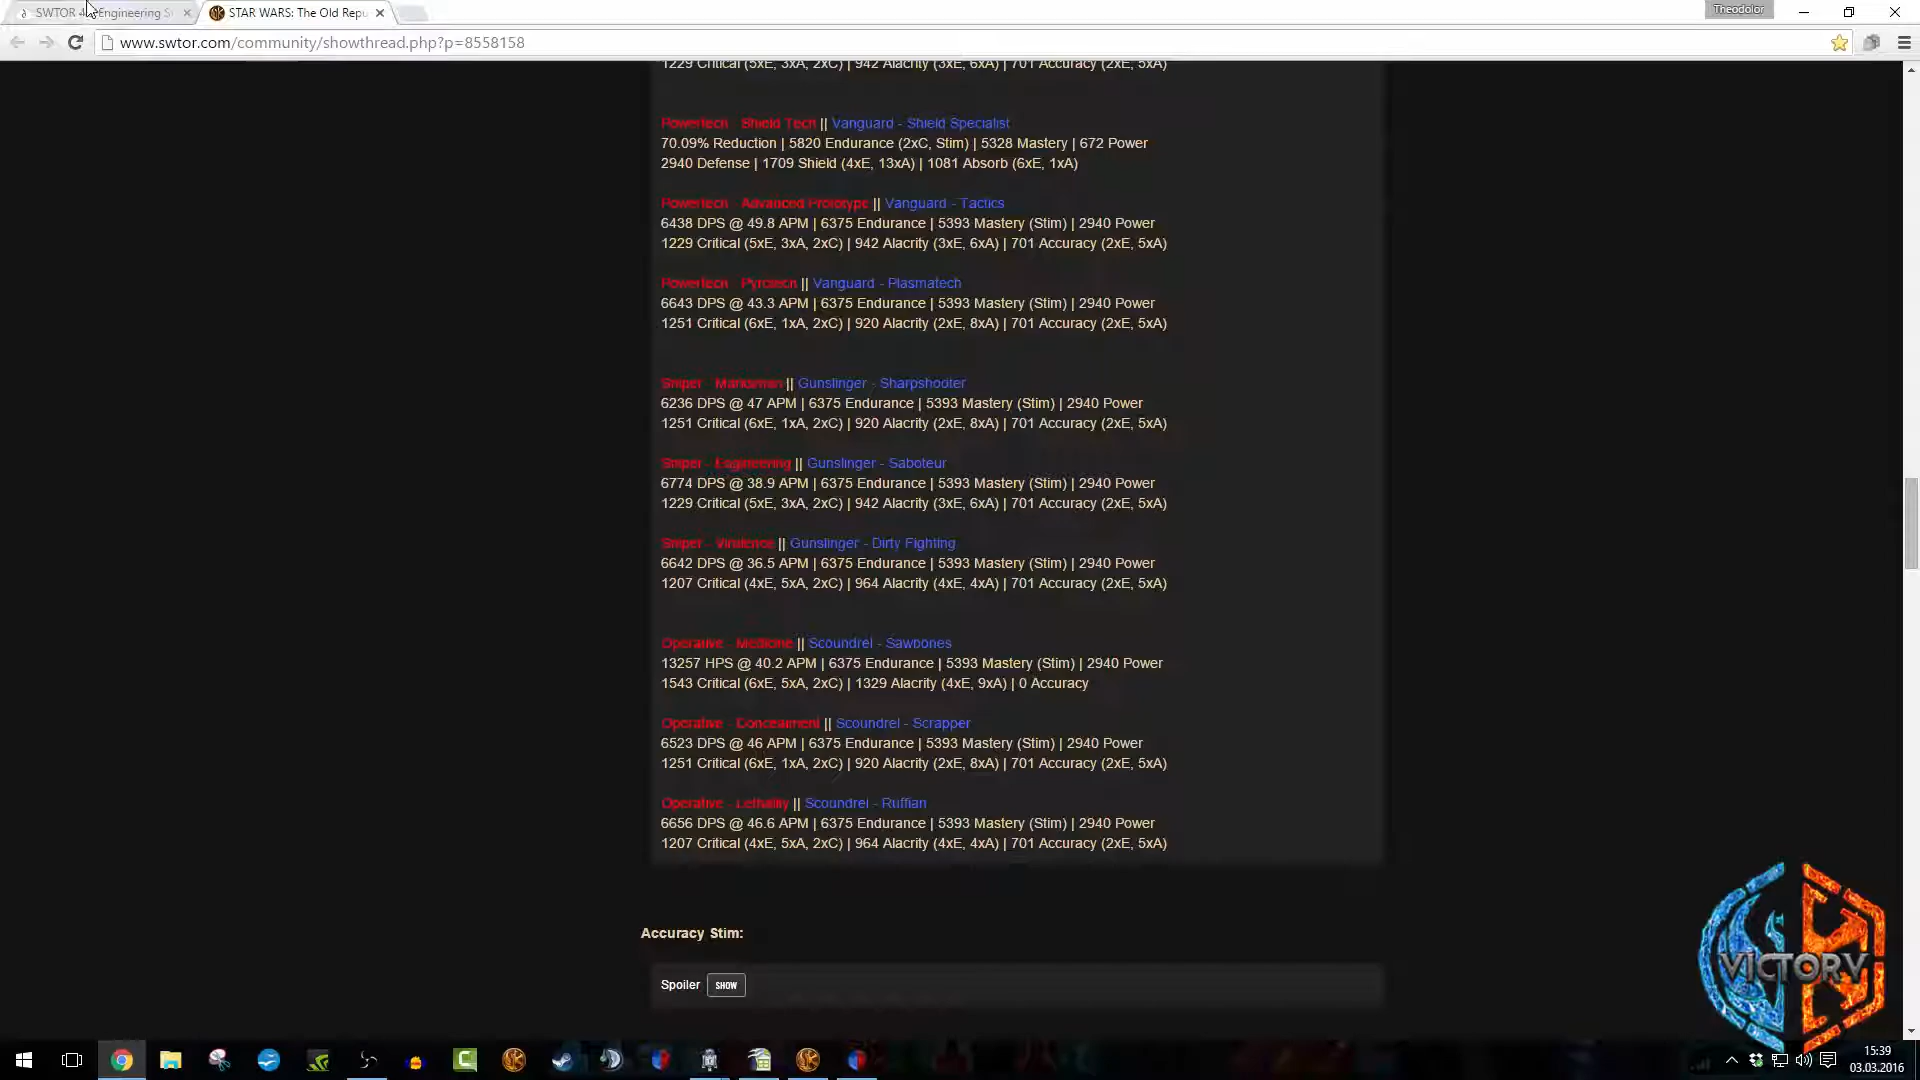 SWTOR 4. Engineering S
STAR WARS: The Old Repu
Theodolor
www.swtor.com/community/showthread.php?p=8558158
1229 Critical (5xE, 3xA, 2xC) | 942 Alacrity (3xE, 6xA) | 701 Accuracy (2xE, 5xA)
Powertech - Shield Tech || Vanguard - Shield Specialist
70.09% Reduction | 5820 Endurance (2xC, Stim) | 5328 Mastery | 672 Power
2940 Defense | 1709 Shield (4xE, 13xA) | 1081 Absorb (6xE, 1xA)
Powertech - Advanced Prototype || Vanguard - Tactics
6438 DPS @ 49.8 APM | 6375 Endurance | 5393 Mastery (Stim) | 2940 Power
1229 Critical (5xE, 3xA, 2xC) | 942 Alacrity (3xE, 6xA) | 701 Accuracy (2xE, 5xA)
Powertech - Pyrotech || Vanguard - Plasmatech
6643 DPS @ 43.3 APM | 6375 Endurance | 5393 Mastery (Stim) | 2940 Power
1251 Critical (6xE, 1xA, 2xC) | 920 Alacrity (2xE, 8xA) | 701 Accuracy (2xE, 5xA)
Sniper - Marksman || Gunslinger - Sharpshooter
6236 DPS @ 47 APM | 6375 Endurance | 5393 Mastery (Stim) | 2940 Power
1251 Critical (6xE, 1xA, 2xC) | 920 Alacrity (2xE, 8xA) | 701 Accuracy (2xE, 5xA)
Sniper - Engineering || Gunslinger - Saboteur
6774 DPS @ 38.9 APM | 6375 Endurance | 5393 Mastery (Stim) | 2940 Power
1229 Critical (5xE, 3xA, 2xC) | 942 Alacrity (3xE, 6xA) | 701 Accuracy (2xE, 5xA)
Sniper - Virulence || Gunslinger - Dirty Fighting
6642 DPS @ 36.5 APM | 6375 Endurance | 5393 Mastery (Stim) | 2940 Power
1207 Critical (4xE, 5xA, 2xC) | 964 Alacrity (4xE, 4xA) | 701 Accuracy (2xE, 5xA)
Operative - Medicine || Scoundrel - Sawbones
13257 HPS @ 40.2 APM | 6375 Endurance | 5393 Mastery (Stim) | 2940 Power
1543 Critical (6xE, 5xA, 2xC) | 1329 Alacrity (4xE, 9xA) | 0 Accuracy
Operative - Concealment || Scoundrel - Scrapper
6523 DPS @ 46 APM | 6375 Endurance | 5393 Mastery (Stim) | 2940 Power
1251 Critical (6xE, 1xA, 2xC) | 920 Alacrity (2xE, 8xA) | 701 Accuracy (2xE, 5xA)
Operative - Lethality || Scoundrel - Ruffian
6656 DPS @ 46.6 APM | 6375 Endurance | 5393 Mastery (Stim) | 2940 Power
1207 Critical (4xE, 5xA, 2xC) | 964 Alacrity (4xE, 4xA) | 701 Accuracy (2xE, 5xA)
Accuracy Stim:
Spoiler SHOW
VICTORY
15:39
03.03.2016